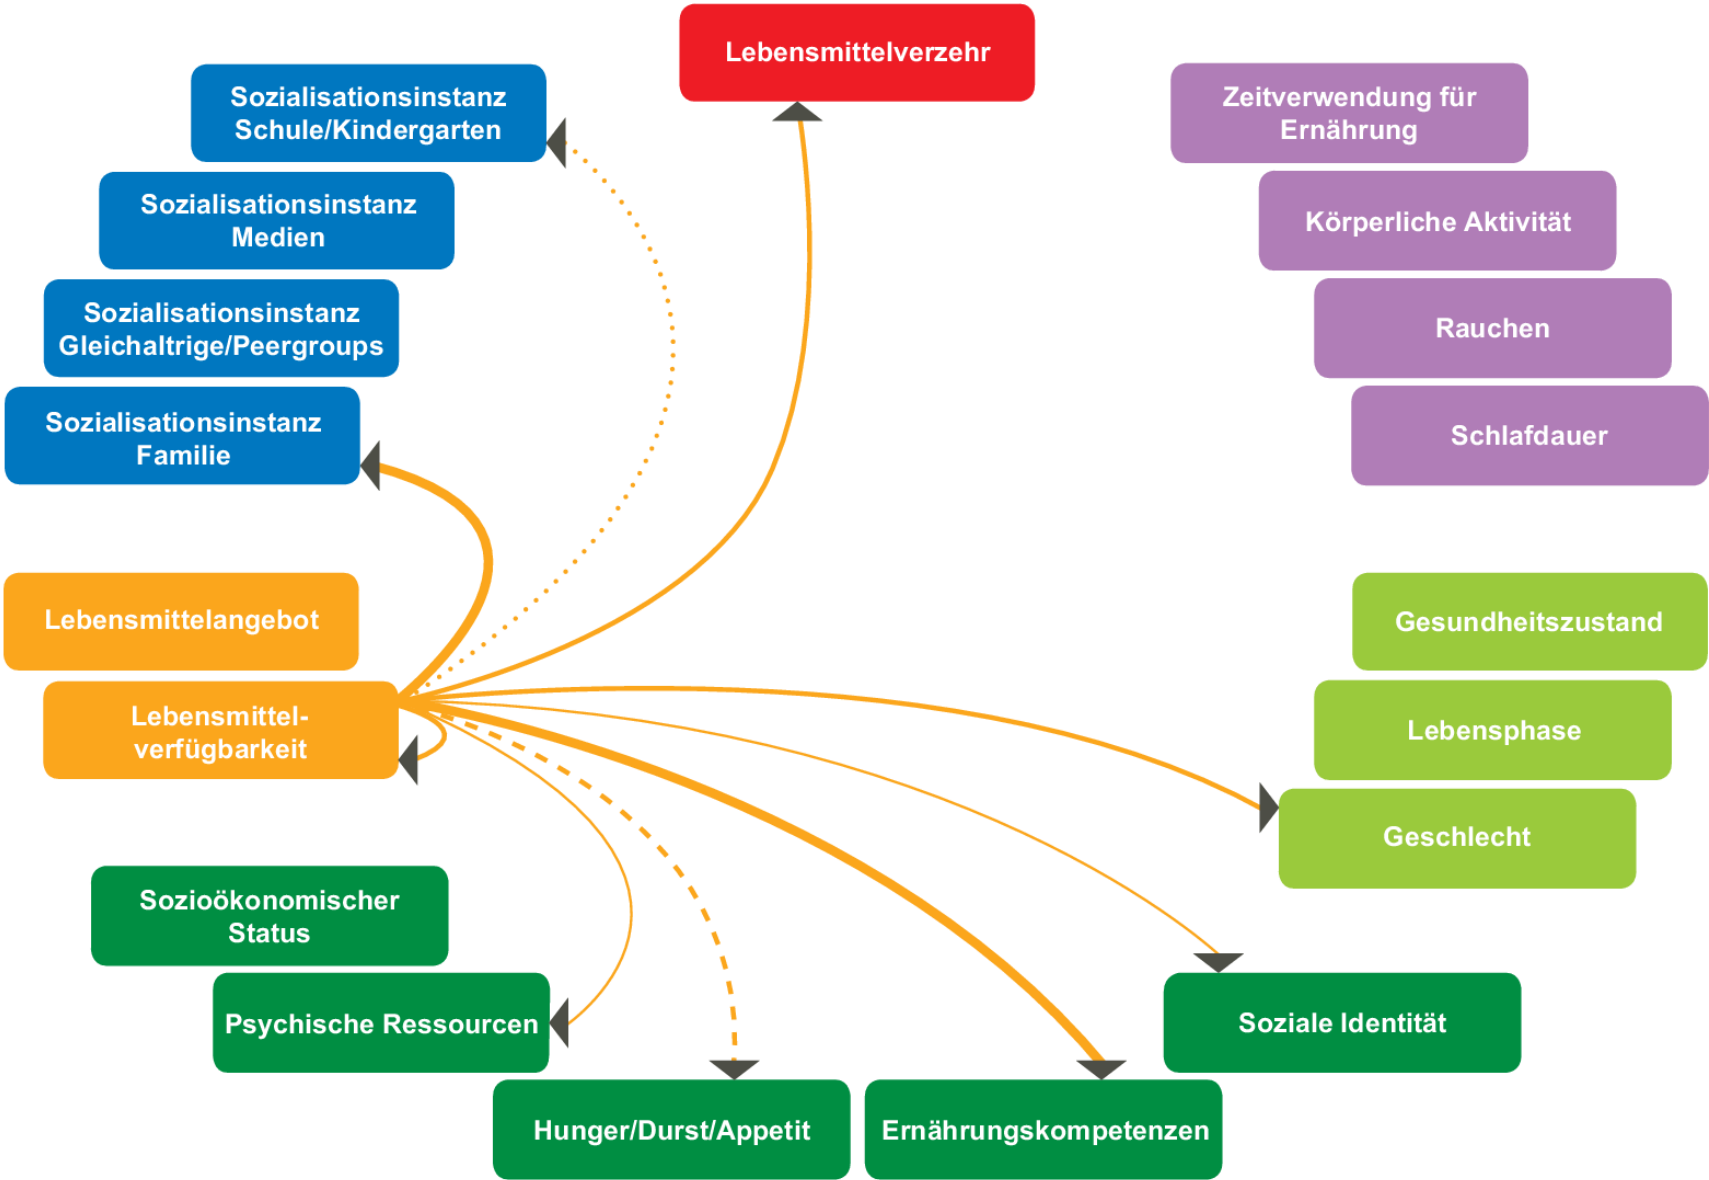 Lebensmittelverzehr
Sozialisationsinstanz
Schule/Kindergarten
Sozialisationsinstanz
Medien
Sozialisationsinstanz
Gleichaltrige/Peergroups
Sozialisationsinstanz
Familie
Lebensmittelangebot
Lebensmittel-
verfügbarkeit
Sozioökonomischer
Status
Psychische Ressourcen
Hunger/Durst/Appetit
Ernährungskompetenzen
Soziale Identität
Geschlecht
Lebensphase
Gesundheitszustand
Schlafdauer
Rauchen
Körperliche Aktivität
Zeitverwendung für
Ernährung